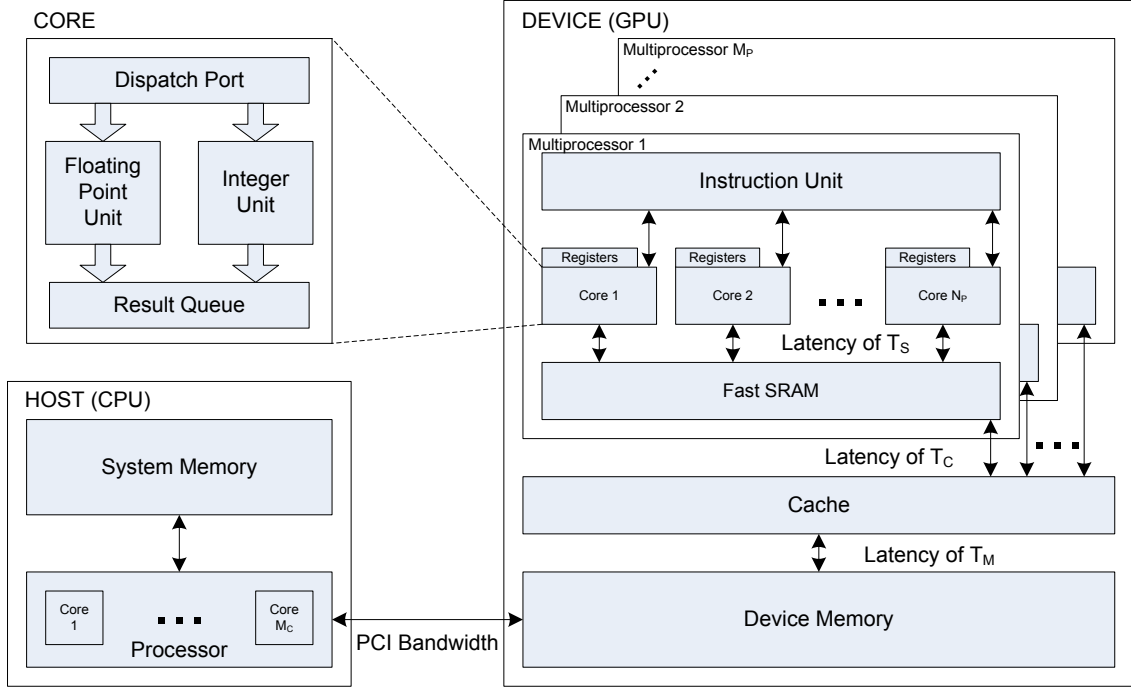 CORE
Dispatch Port
Floating
Point
Unit
Integer
Unit
Result Queue
HOST (CPU)
System Memory
Core
1
Core
MC
Processor
PCI Bandwidth
DEVICE (GPU)
Multiprocessor MP
Multiprocessor 2
Multiprocessor 1
Instruction Unit
Registers
Registers
Registers
Core 1
Core 2
Core NP
Latency of TS
Fast SRAM
Latency of TC
Cache
Latency of TM
Device Memory